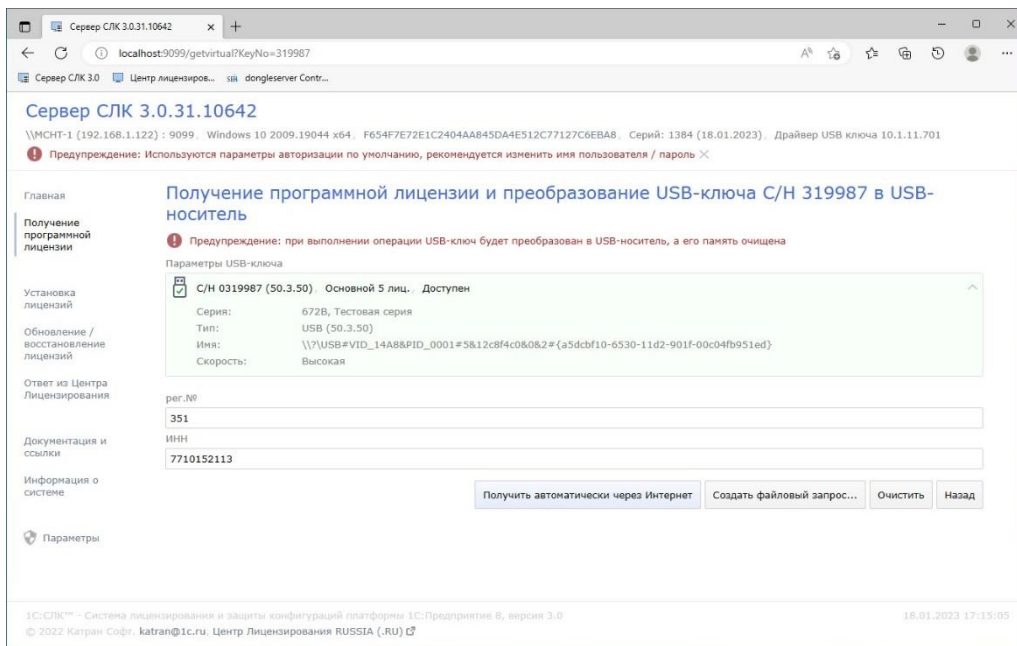 Сервер СЛК 3.0.31.10642
localhost:9099/getvirtual?KeyNo=319987
Сервер СЛК 3.0 Центр лицензиров... dongleserver Contr...
Сервер СЛК 3.0.31.10642
\\MCHT-1 (192.168.1.122) : 9099, Windows 10 2009.19044 x64, F654F7E72E1C2404AA845DA4E512C77127C6EBA8, Серий: 1384 (18.01.2023), Драйвер USB ключа 10.1.11.701
Предупреждение: Используются параметры авторизации по умолчанию, рекомендуется изменить имя пользователя / пароль
Главная
Получение
программной
лицензии
Установка
лицензий
Обновление /
восстановление
лицензий
Ответ из Центра
Лицензирования
Документация и
ссылки
Информация о
системе
Параметры
Получение программной лицензии и преобразование USB-ключа С/Н 319987 в USB-
носитель
Предупреждение: при выполнении операции USB-ключ будет преобразован в USB-носитель, а его память очищена
Параметры USB-ключа
С/Н 0319987 (50.3.50), Основной 5 лиц., Доступен
Серия: 672B, Тестовая серия
Тип: USB (50.3.50)
Имя: \\?\USB#VID_14A8&PID_0001#5&12c8f4c0&0&2#{a5dcbf10-6530-11d2-901f-00c04fb951ed}
Скорость: Высокая
рег.№
351
ИНН
7710152113
Получить автоматически через Интернет Создать файловый запрос... Очистить Назад
1С:СЛК™ - Система лицензирования и защиты конфигураций платформы 1С:Предприятие 8, версия 3.0
18.01.2023 17:15:05
© 2022 Катран Софт, katran@1c.ru, Центр Лицензирования RUSSIA (.RU)